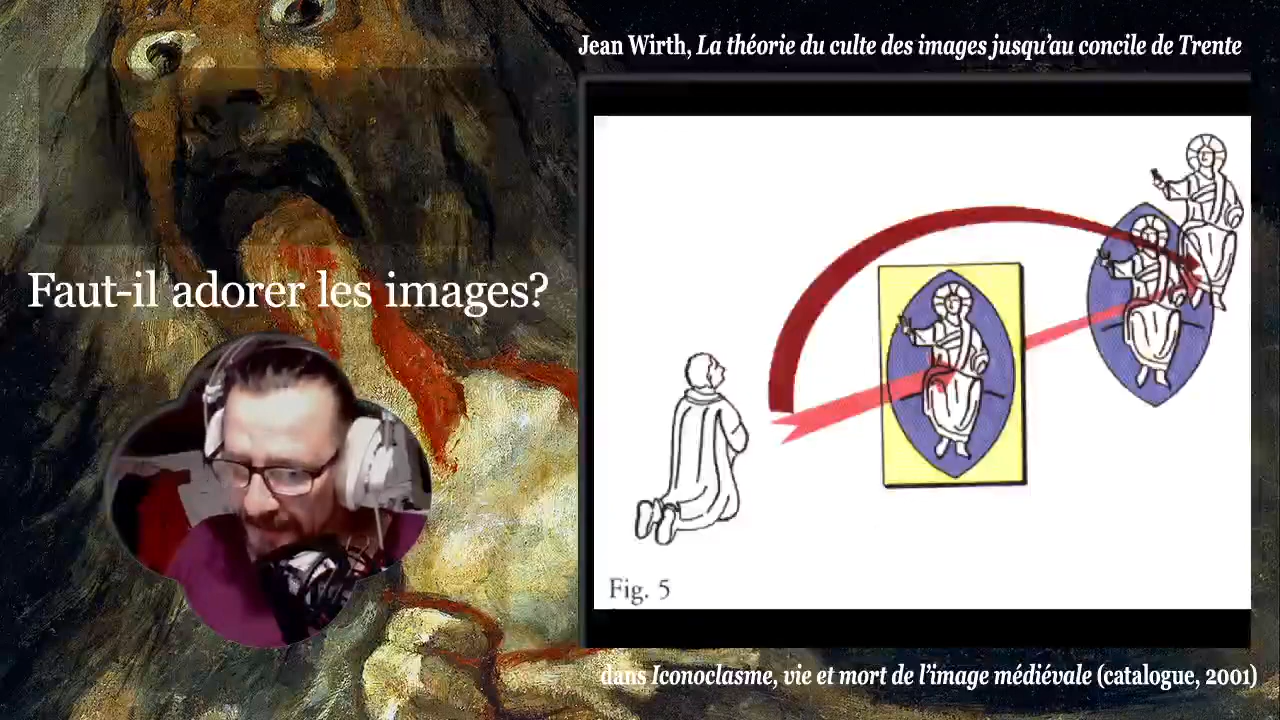 Jean Wirth, La théorie du culte des images jusqu'au concile de Trente
Faut-il adorer les images?
Fig. 5
dans Iconoclasme, vie et mort de l'image médiévale (catalogue, 2001)